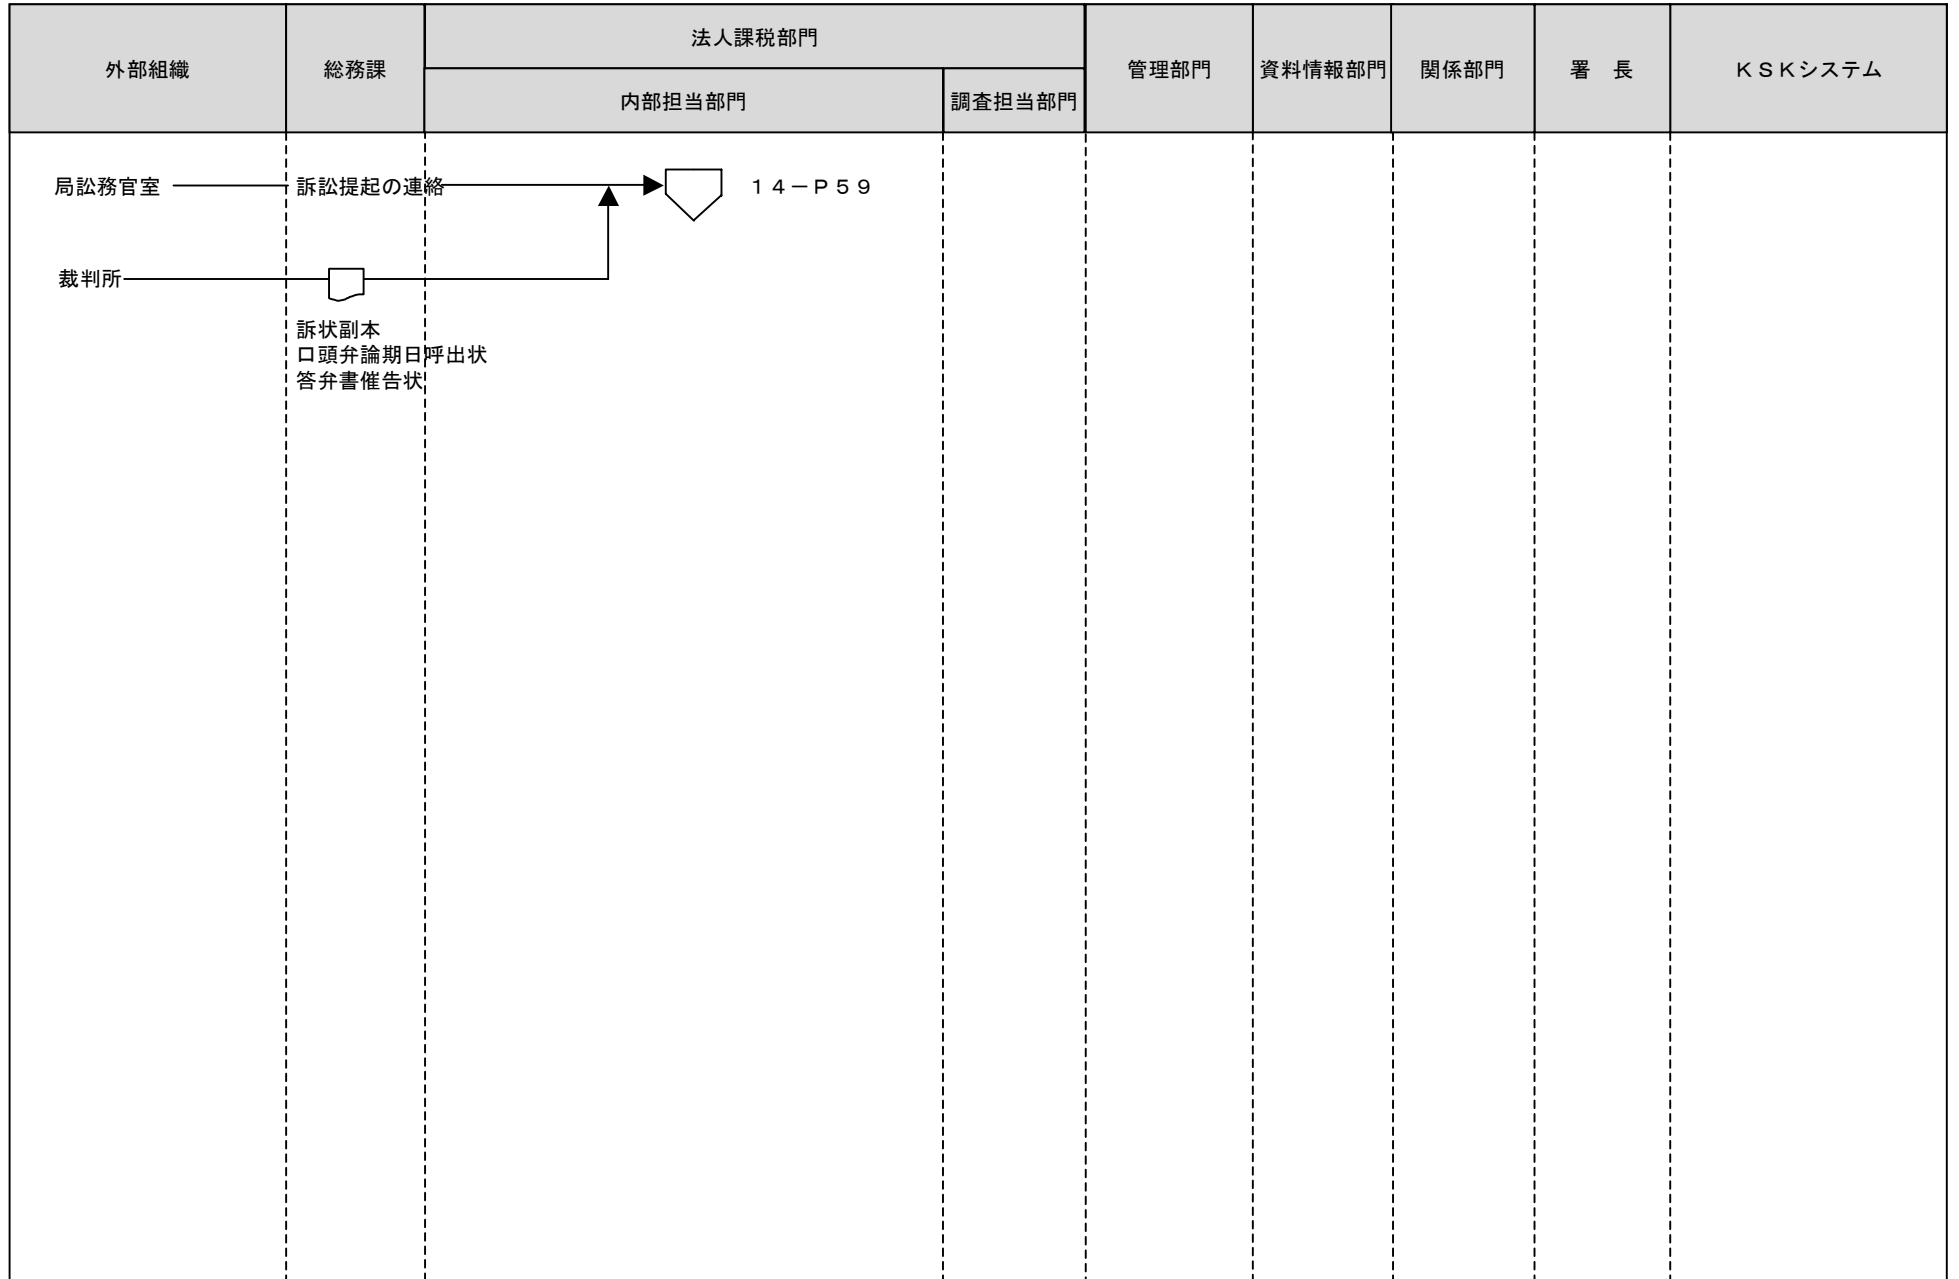 外部組織
総務課
法人課税部門
内部担当部門
調査担当部門
管理部門
資料情報部門
関係部門
署　長
ＫＳＫシステム
局訟務官室
訴訟提起の連絡
１４－Ｐ５９
裁判所
訴状副本
口頭弁論期日呼出状
答弁書催告状